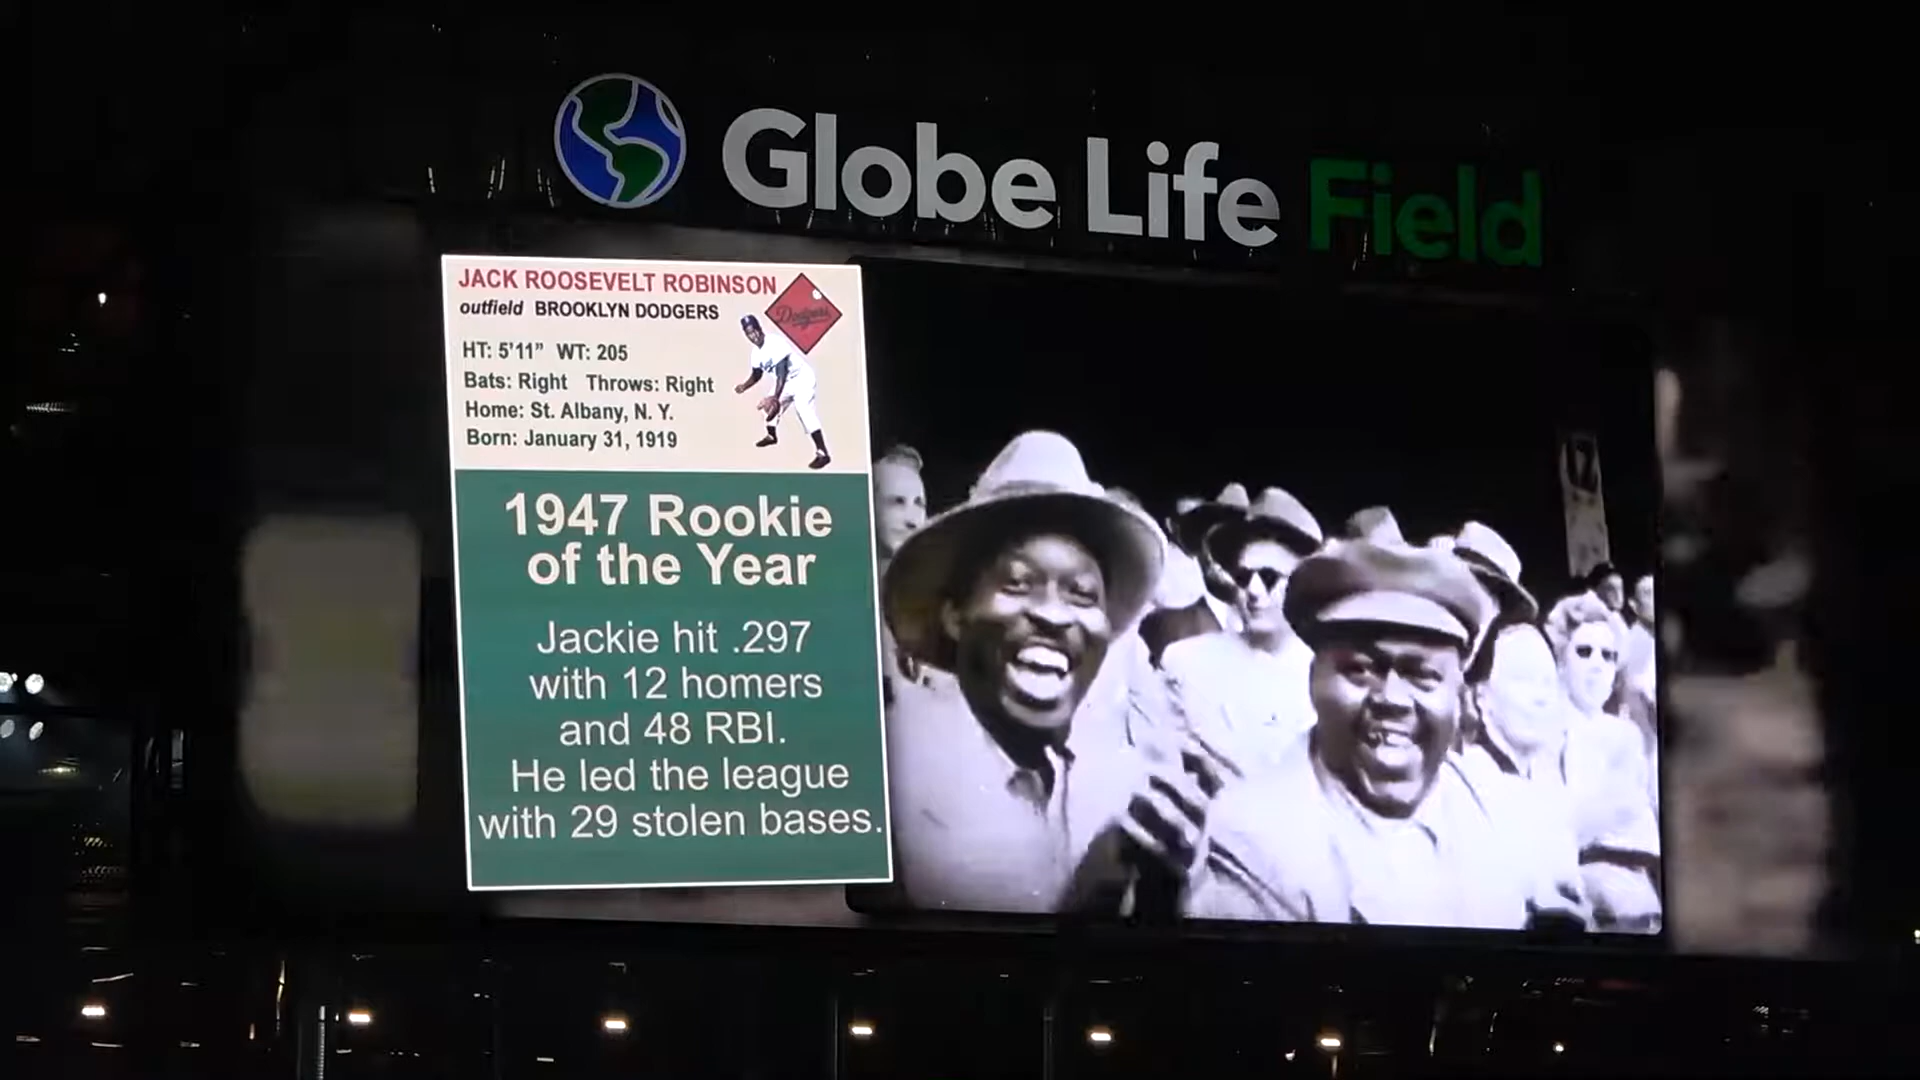 Globe Life Field
JACK ROOSEVELT ROBINSON
outfield BROOKLYN DODGERS
Dodgers
HT: 5'11” WT: 205
Bats: Right Throws: Right
Home: St. Albany, N. Y.
Born: January 31, 1919
1947 Rookie
of the Year
Jackie hit .297
with 12 homers
and 48 RBI.
He led the league
with 29 stolen bases.